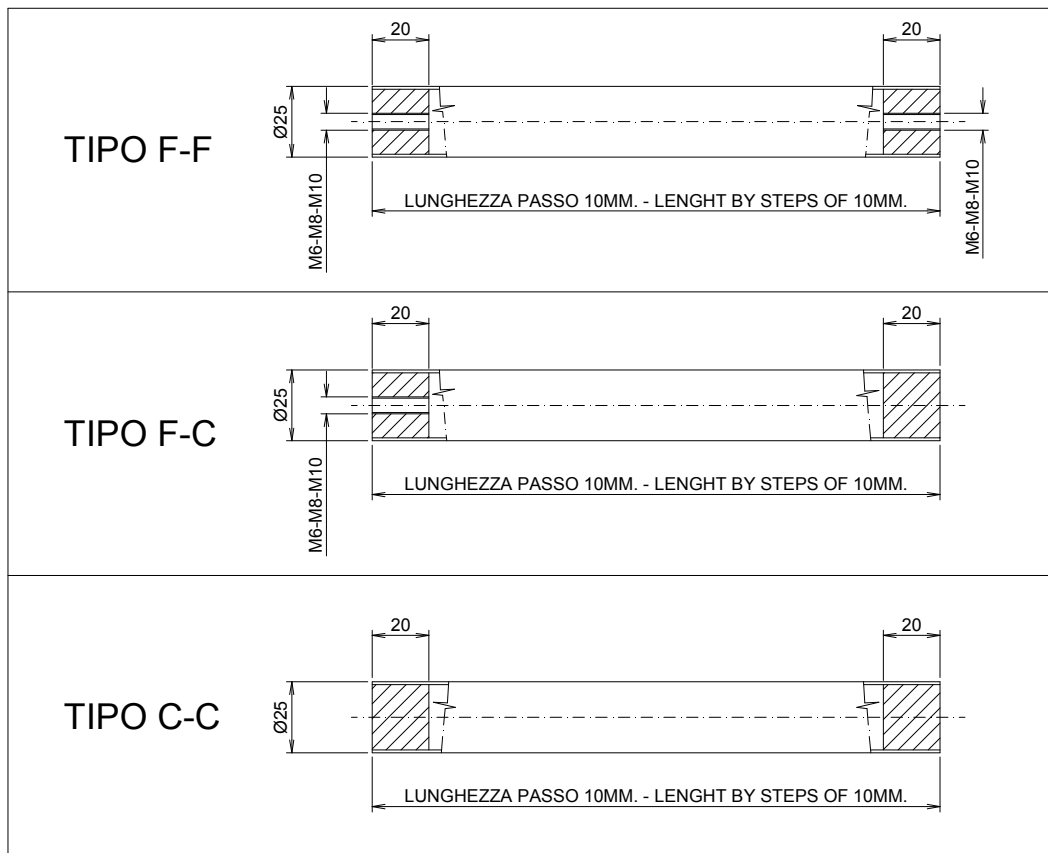 20
20
Ø25
TIPO F-F
M6-M8-M10
M6-M8-M10
LUNGHEZZA PASSO 10MM. - LENGHT BY STEPS OF 10MM.
20
20
Ø25
TIPO F-C
M6-M8-M10
LUNGHEZZA PASSO 10MM. - LENGHT BY STEPS OF 10MM.
20
20
Ø25
TIPO C-C
LUNGHEZZA PASSO 10MM. - LENGHT BY STEPS OF 10MM.